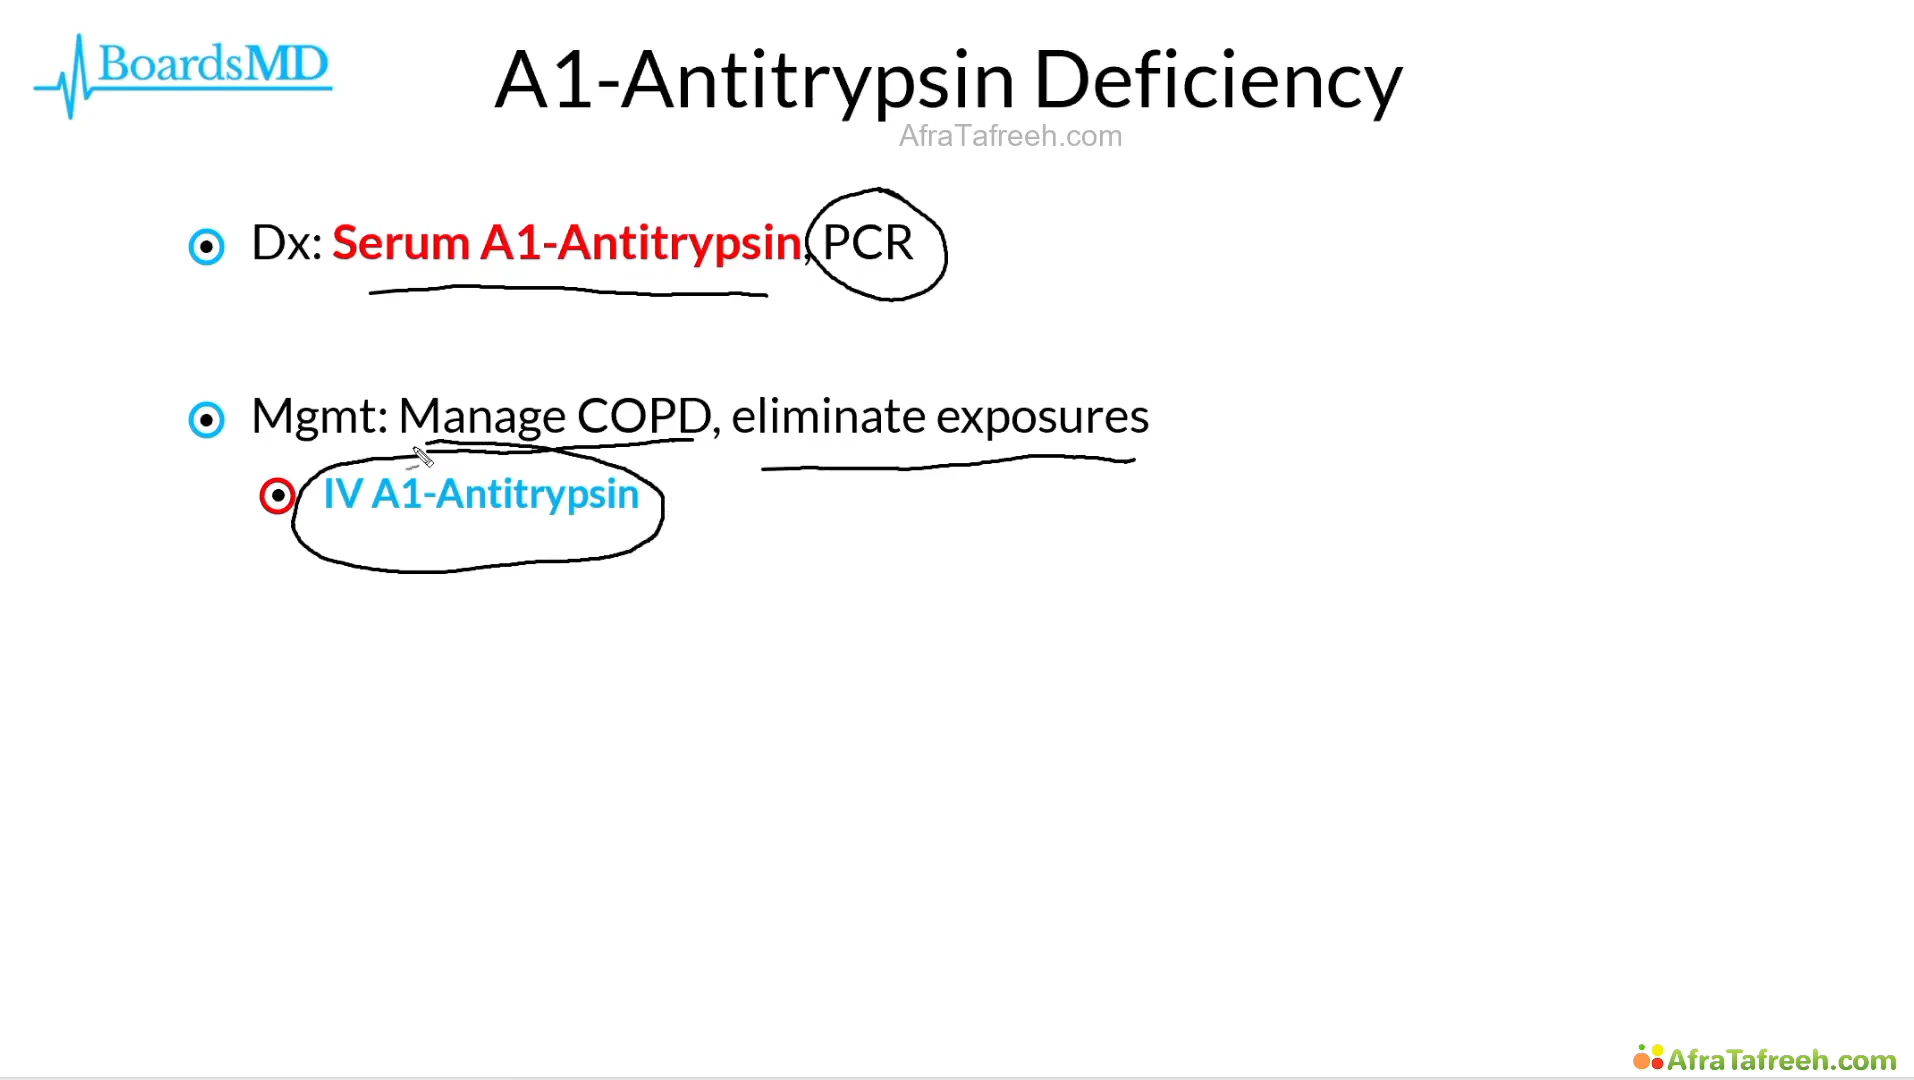 BoardsMD
A1-Antitrypsin Deficiency
AfraTafreeh.com
Dx: Serum A1-Antitrypsin, PCR
Mgmt: Manage COPD, eliminate exposures
IV A1-Antitrypsin
AfraTafreeh.com